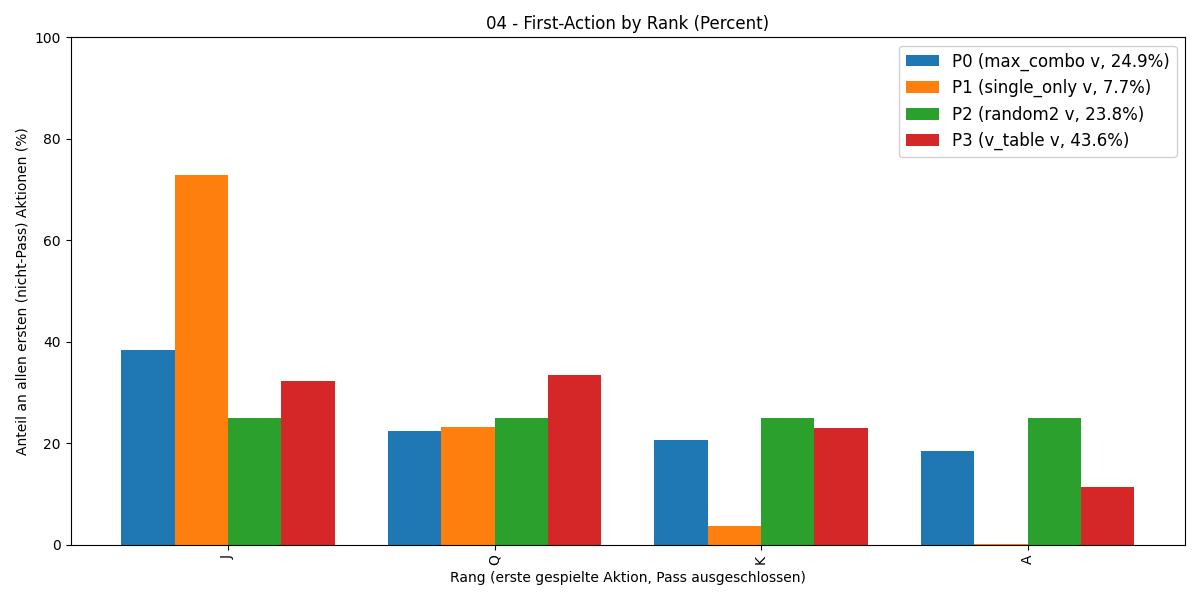 04 - First-Action by Rank (Percent)
Anteil an allen ersten (nicht-Pass) Aktionen (%)
100
80
60
40
20
0
P0 (max_combo v, 24.9%)
P1 (single_only v, 7.7%)
P2 (random2 v, 23.8%)
P3 (v_table v, 43.6%)
J
Q
K
A
Rang (erste gespielte Aktion, Pass ausgeschlossen)